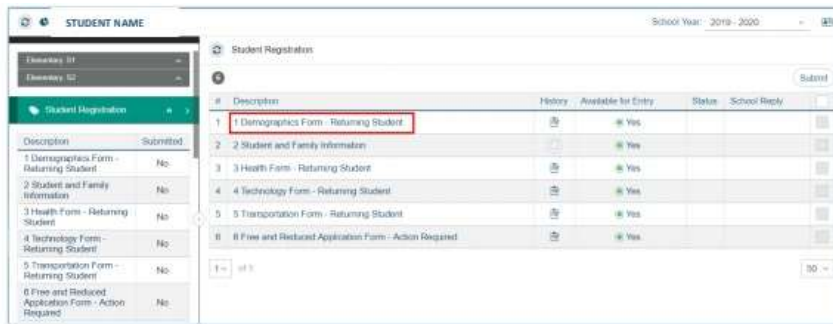 STUDENT NAME
School Year: 2019 - 2020
Elementary S1
Elementary S2
Student Registration
Description Submitted
1 Demographics Form -
Returning Student
No
2 Student and Family
Information
No
3 Health Form - Returning
Student
No
4 Technology Form -
Returning Student
No
5 Transportation Form -
Returning Student
No
6 Free and Reduced
Application Form - Action
Required
No
Student Registration
6
Submit
# Description History Available for Entry Status School Reply
1 1 Demographics Form - Returning Student Yes
2 2 Student and Family Information Yes
3 3 Health Form - Returning Student Yes
4 4 Technology Form - Returning Student Yes
5 5 Transportation Form - Returning Student Yes
6 6 Free and Reduced Application Form - Action Required Yes
1 of 1
50